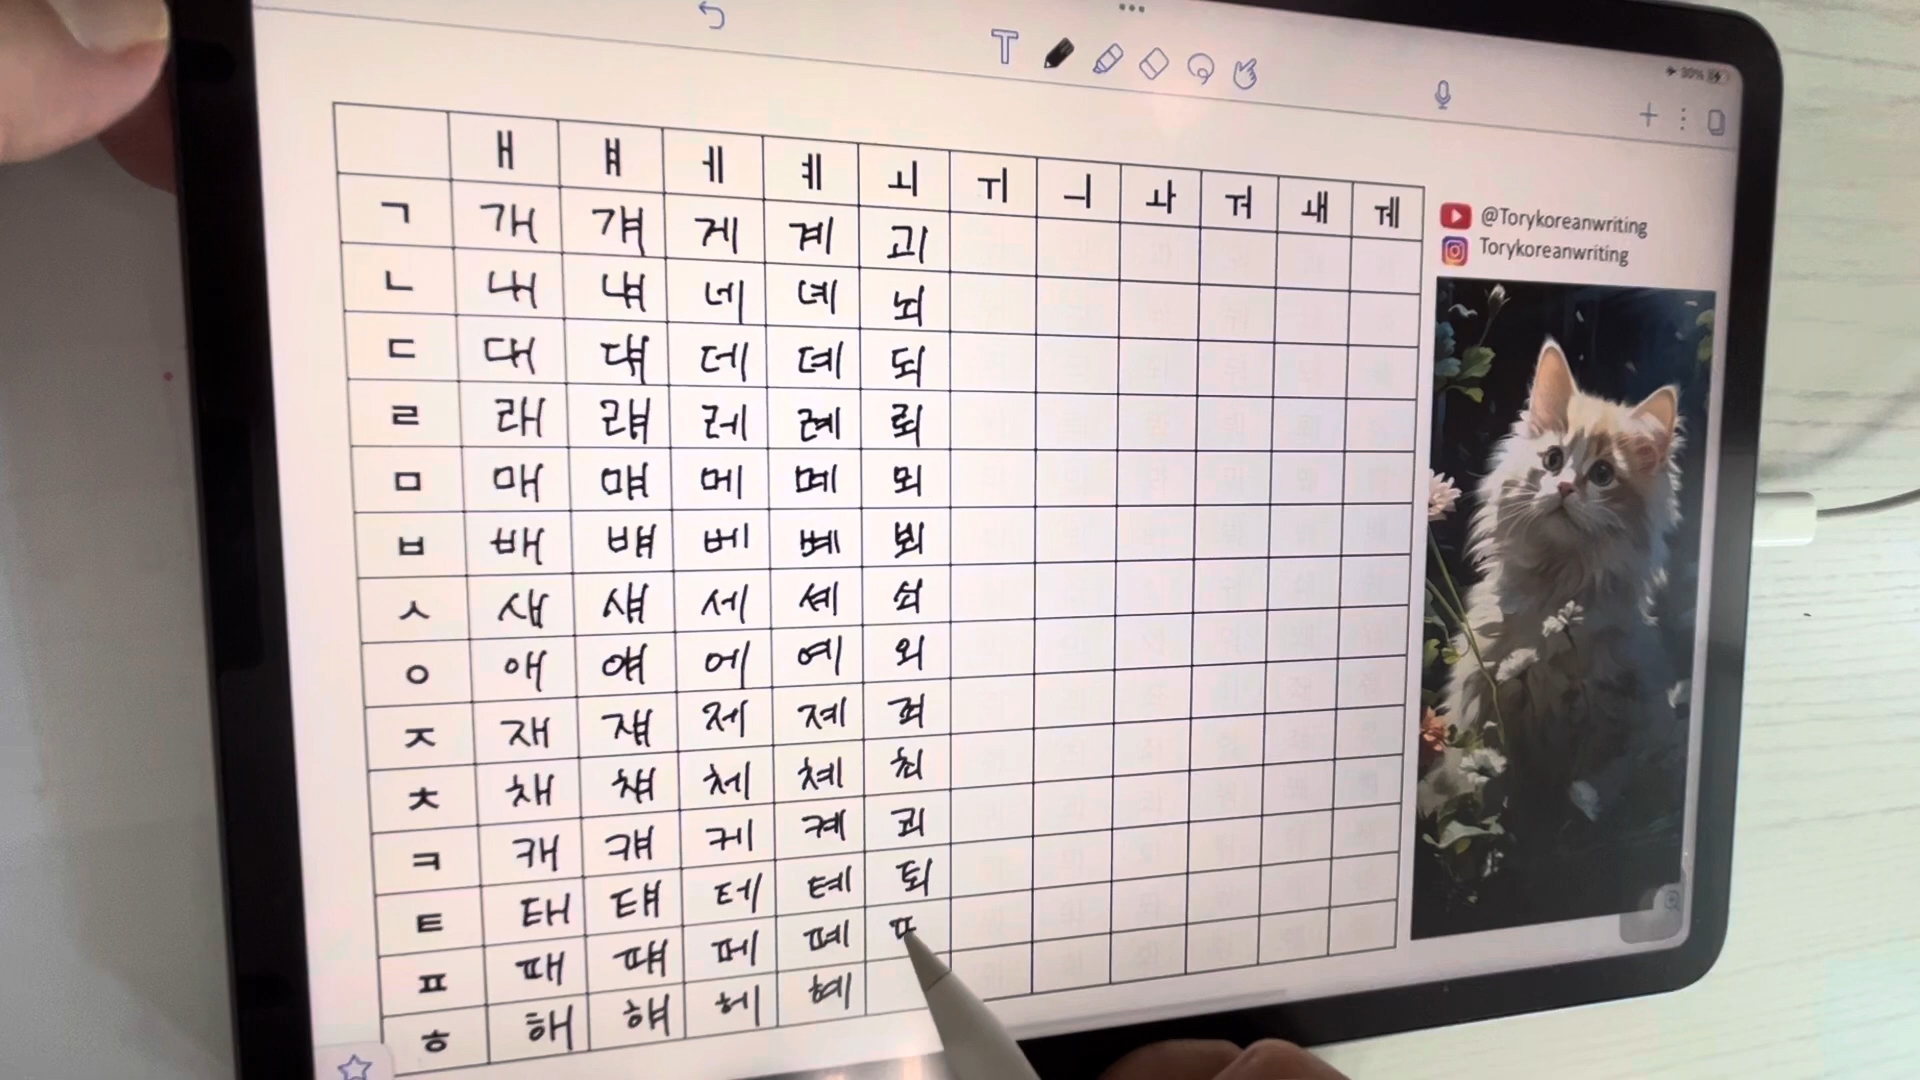 30%
ㅐ ㅒ ㅔ ㅖ ㅚ ㅟ ㅢ ㅘ ㅝ ㅙ ㅞ
@Torykoreanwriting
Torykoreanwriting
ㄱ 개 걔 게 계 괴
ㄴ 내 냬 네 녜 뇌
ㄷ 대 댸 데 뎨 되
ㄹ 래 럐 레 례 뢰
ㅁ 매 먜 메 몌 뫼
ㅂ 배 뱨 베 볘 뵈
ㅅ 새 섀 세 셰 쇠
ㅇ 애 얘 에 예 외
ㅈ 재 쟤 제 졔 죄
ㅊ 채 챼 체 쳬 최
ㅋ 캐 컈 케 켸 쾨
ㅌ 태 턔 테 톄 퇴
ㅍ 패 퍠 페 폐
ㅎ 해 햬 헤 혜